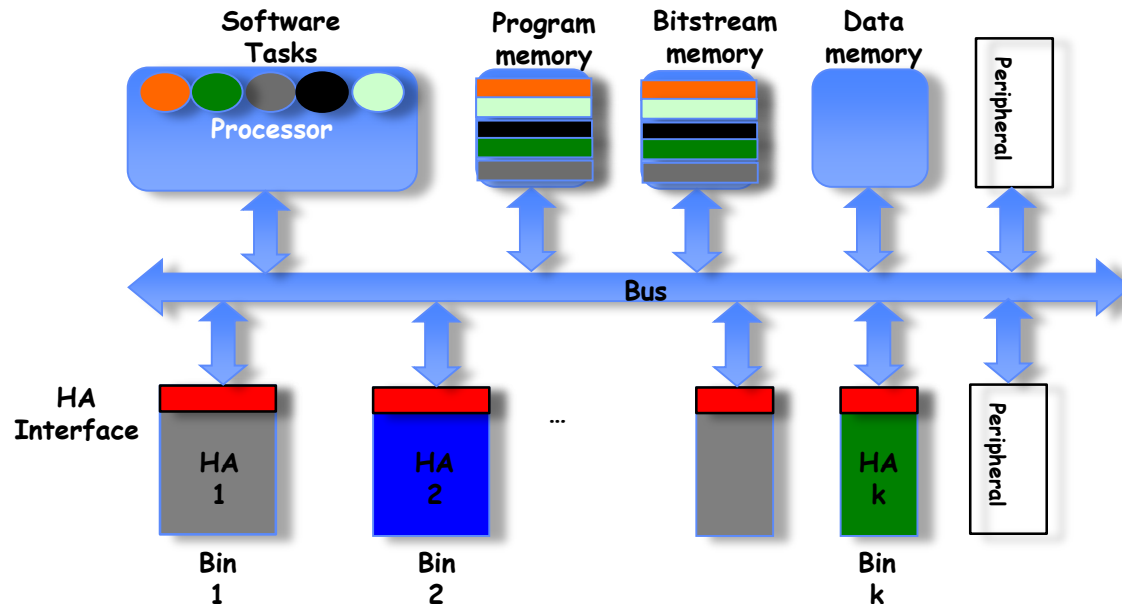 Software
Tasks
Program
memory
Bitstream
memory
Data
memory
Peripheral
Processor
Bus
HA
Interface
HA
1
HA
2
...
HA
k
Peripheral
Bin
1
Bin
2
Bin
k